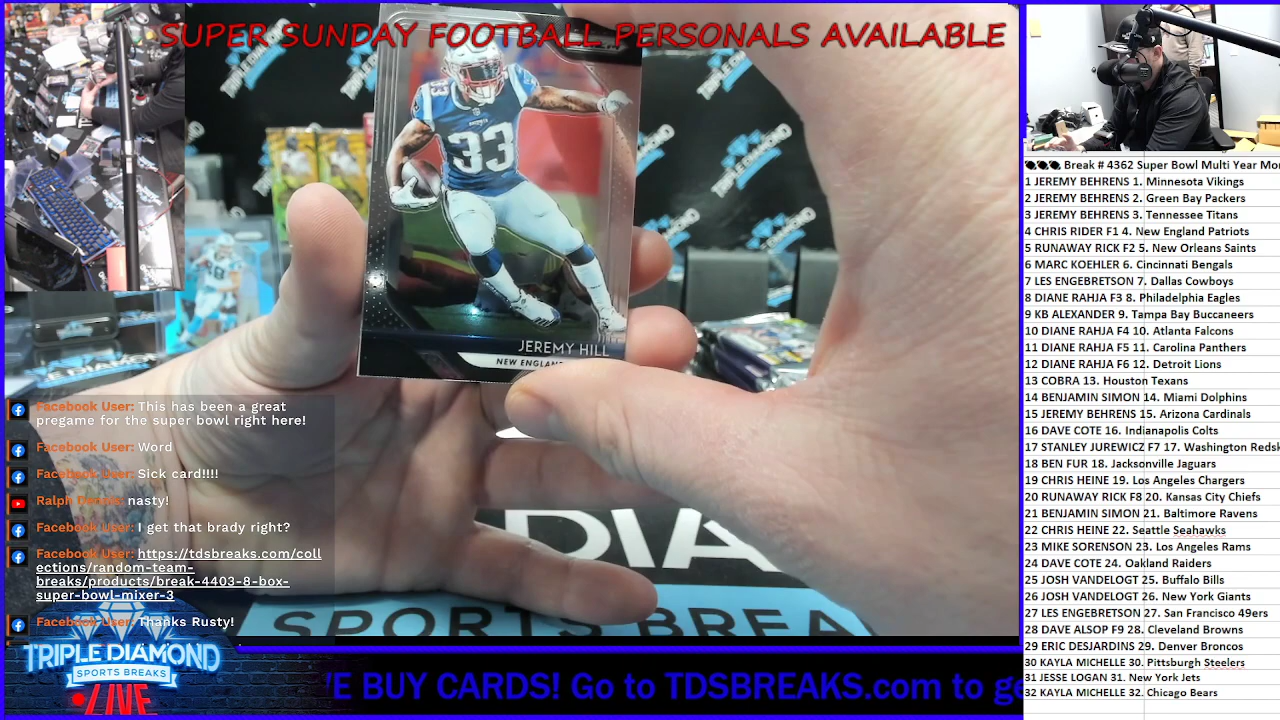 SUPER SUNDAY FOOTBALL PERSONALS AVAILABLE
33
JEREMY HILL
NEW ENGLAN
Facebook User: This has been a great
pregame for the super bowl right here!
Facebook User: Word
Facebook User: Sick card!!!!
nasty!
Facebook User: I get that brady right?
Facebook User: https://tdsbreaks.com/coll
ections/random-team-
breaks/products/break-4403-8-box-
super-bowl-mixer-3
Facebook User: Thanks Rusty!
TRIPLE DIAMOND
SPORTS BREAKS
LIVE
DIA
SPORTS BREA
E BUY CARDS! Go to TDSBREAKS.com to ge
Break # 4362 Super Bowl Multi Year Mo
1 JEREMY BEHRENS 1. Minnesota Vikings
2 JEREMY BEHRENS 2. Green Bay Packers
3 JEREMY BEHRENS 3. Tennessee Titans
4 CHRIS RIDER F1 4. New England Patriots
5 RUNAWAY RICK F2 5. New Orleans Saints
6 MARC KOEHLER 6. Cincinnati Bengals
7 LES ENGEBRETSON 7. Dallas Cowboys
8 DIANE RAHJA F3 8. Philadelphia Eagles
9 KB ALEXANDER 9. Tampa Bay Buccaneers
10 DIANE RAHJA F4 10. Atlanta Falcons
11 DIANE RAHJA F5 11. Carolina Panthers
12 DIANE RAHJA F6 12. Detroit Lions
13 COBRA 13. Houston Texans
14 BENJAMIN SIMON 14. Miami Dolphins
15 JEREMY BEHRENS 15. Arizona Cardinals
16 DAVE COTE 16. Indianapolis Colts
17 STANLEY JUREWICZ F7 17. Washington Redsk
18 BEN FUR 18. Jacksonville Jaguars
19 CHRIS HEINE 19. Los Angeles Chargers
20 RUNAWAY RICK F8 20. Kansas City Chiefs
21 BENJAMIN SIMON 21. Baltimore Ravens
22 CHRIS HEINE 22. Seattle Seahawks
23 MIKE SORENSON 23. Los Angeles Rams
24 DAVE COTE 24. Oakland Raiders
25 JOSH VANDELOGT 25. Buffalo Bills
26 JOSH VANDELOGT 26. New York Giants
27 LES ENGEBRETSON 27. San Francisco 49ers
28 DAVE ALSOP F9 28. Cleveland Browns
29 BEN FUR 29. Denver Broncos
30 KAYLA MICHELLE 30. Pittsburgh Steelers
31 JESSE LOGAN 31. New York Jets
32 KAYLA MICHELLE 32. Chicago Bears